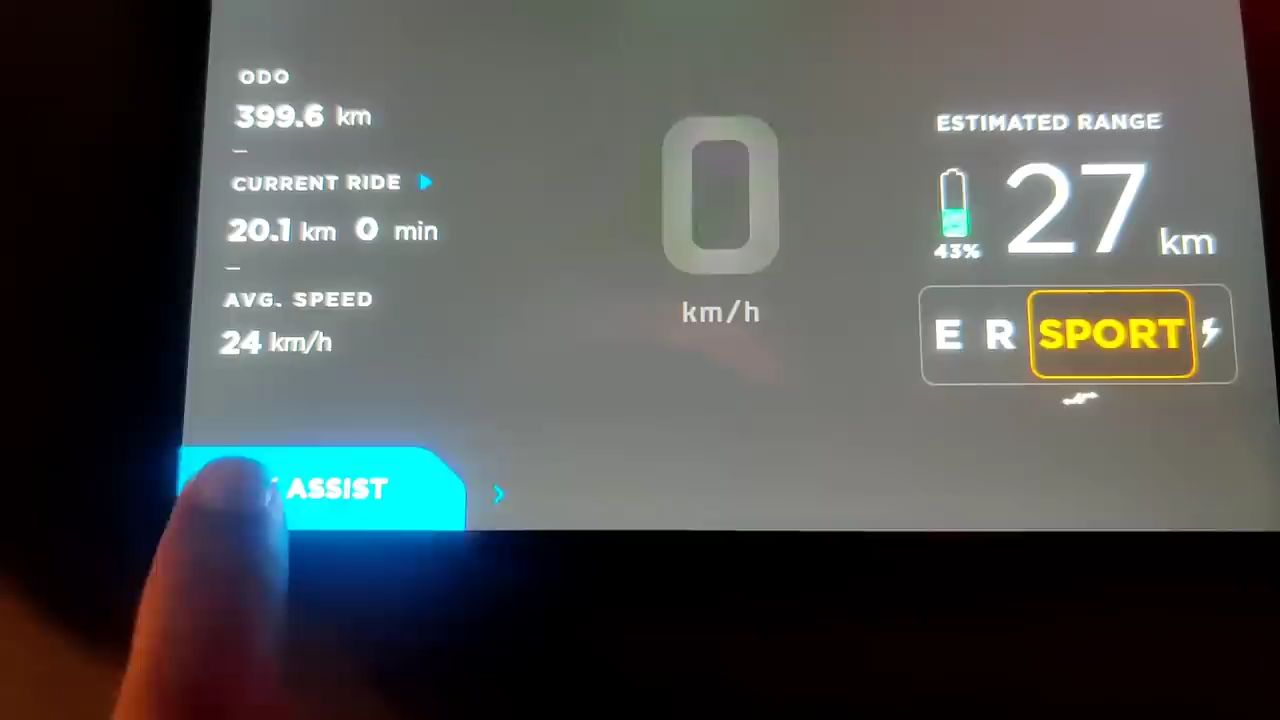 ODO
399.6 km
CURRENT RIDE
20.1 km 0 min
AVG. SPEED
24 km/h
0
km/h
ESTIMATED RANGE
27 km
43%
E R SPORT
ASSIST